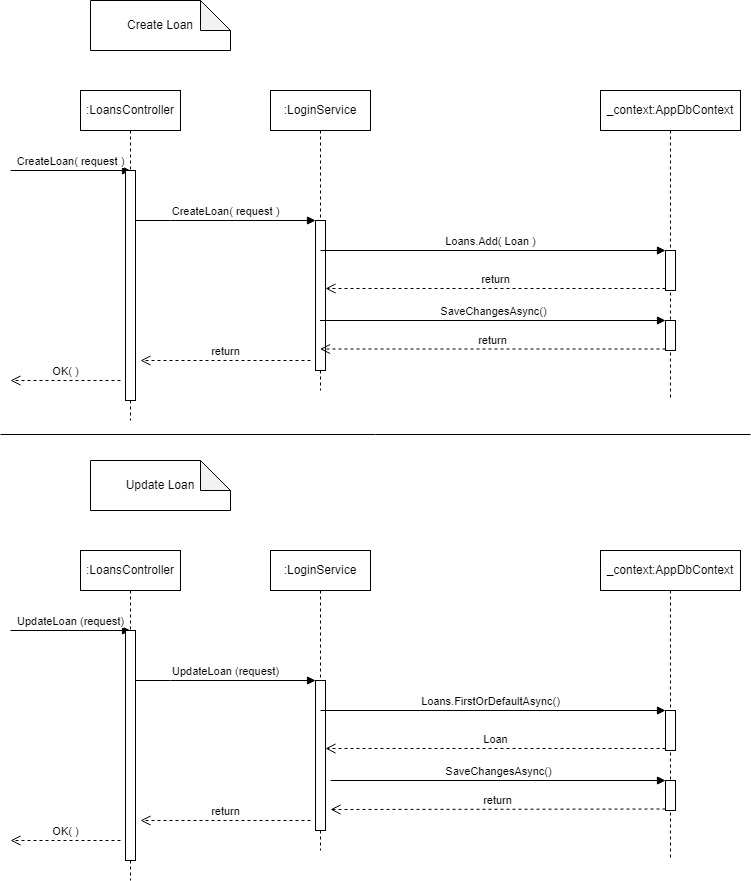 Create Loan
:LoansController
:LoginService
_context:AppDbContext
CreateLoan( request )
CreateLoan( request )
Loans.Add( Loan )
return
SaveChangesAsync()
return
return
OK( )
Update Loan
:LoansController
:LoginService
_context:AppDbContext
UpdateLoan (request)
UpdateLoan (request)
Loans.FirstOrDefaultAsync()
Loan
SaveChangesAsync()
return
return
OK( )